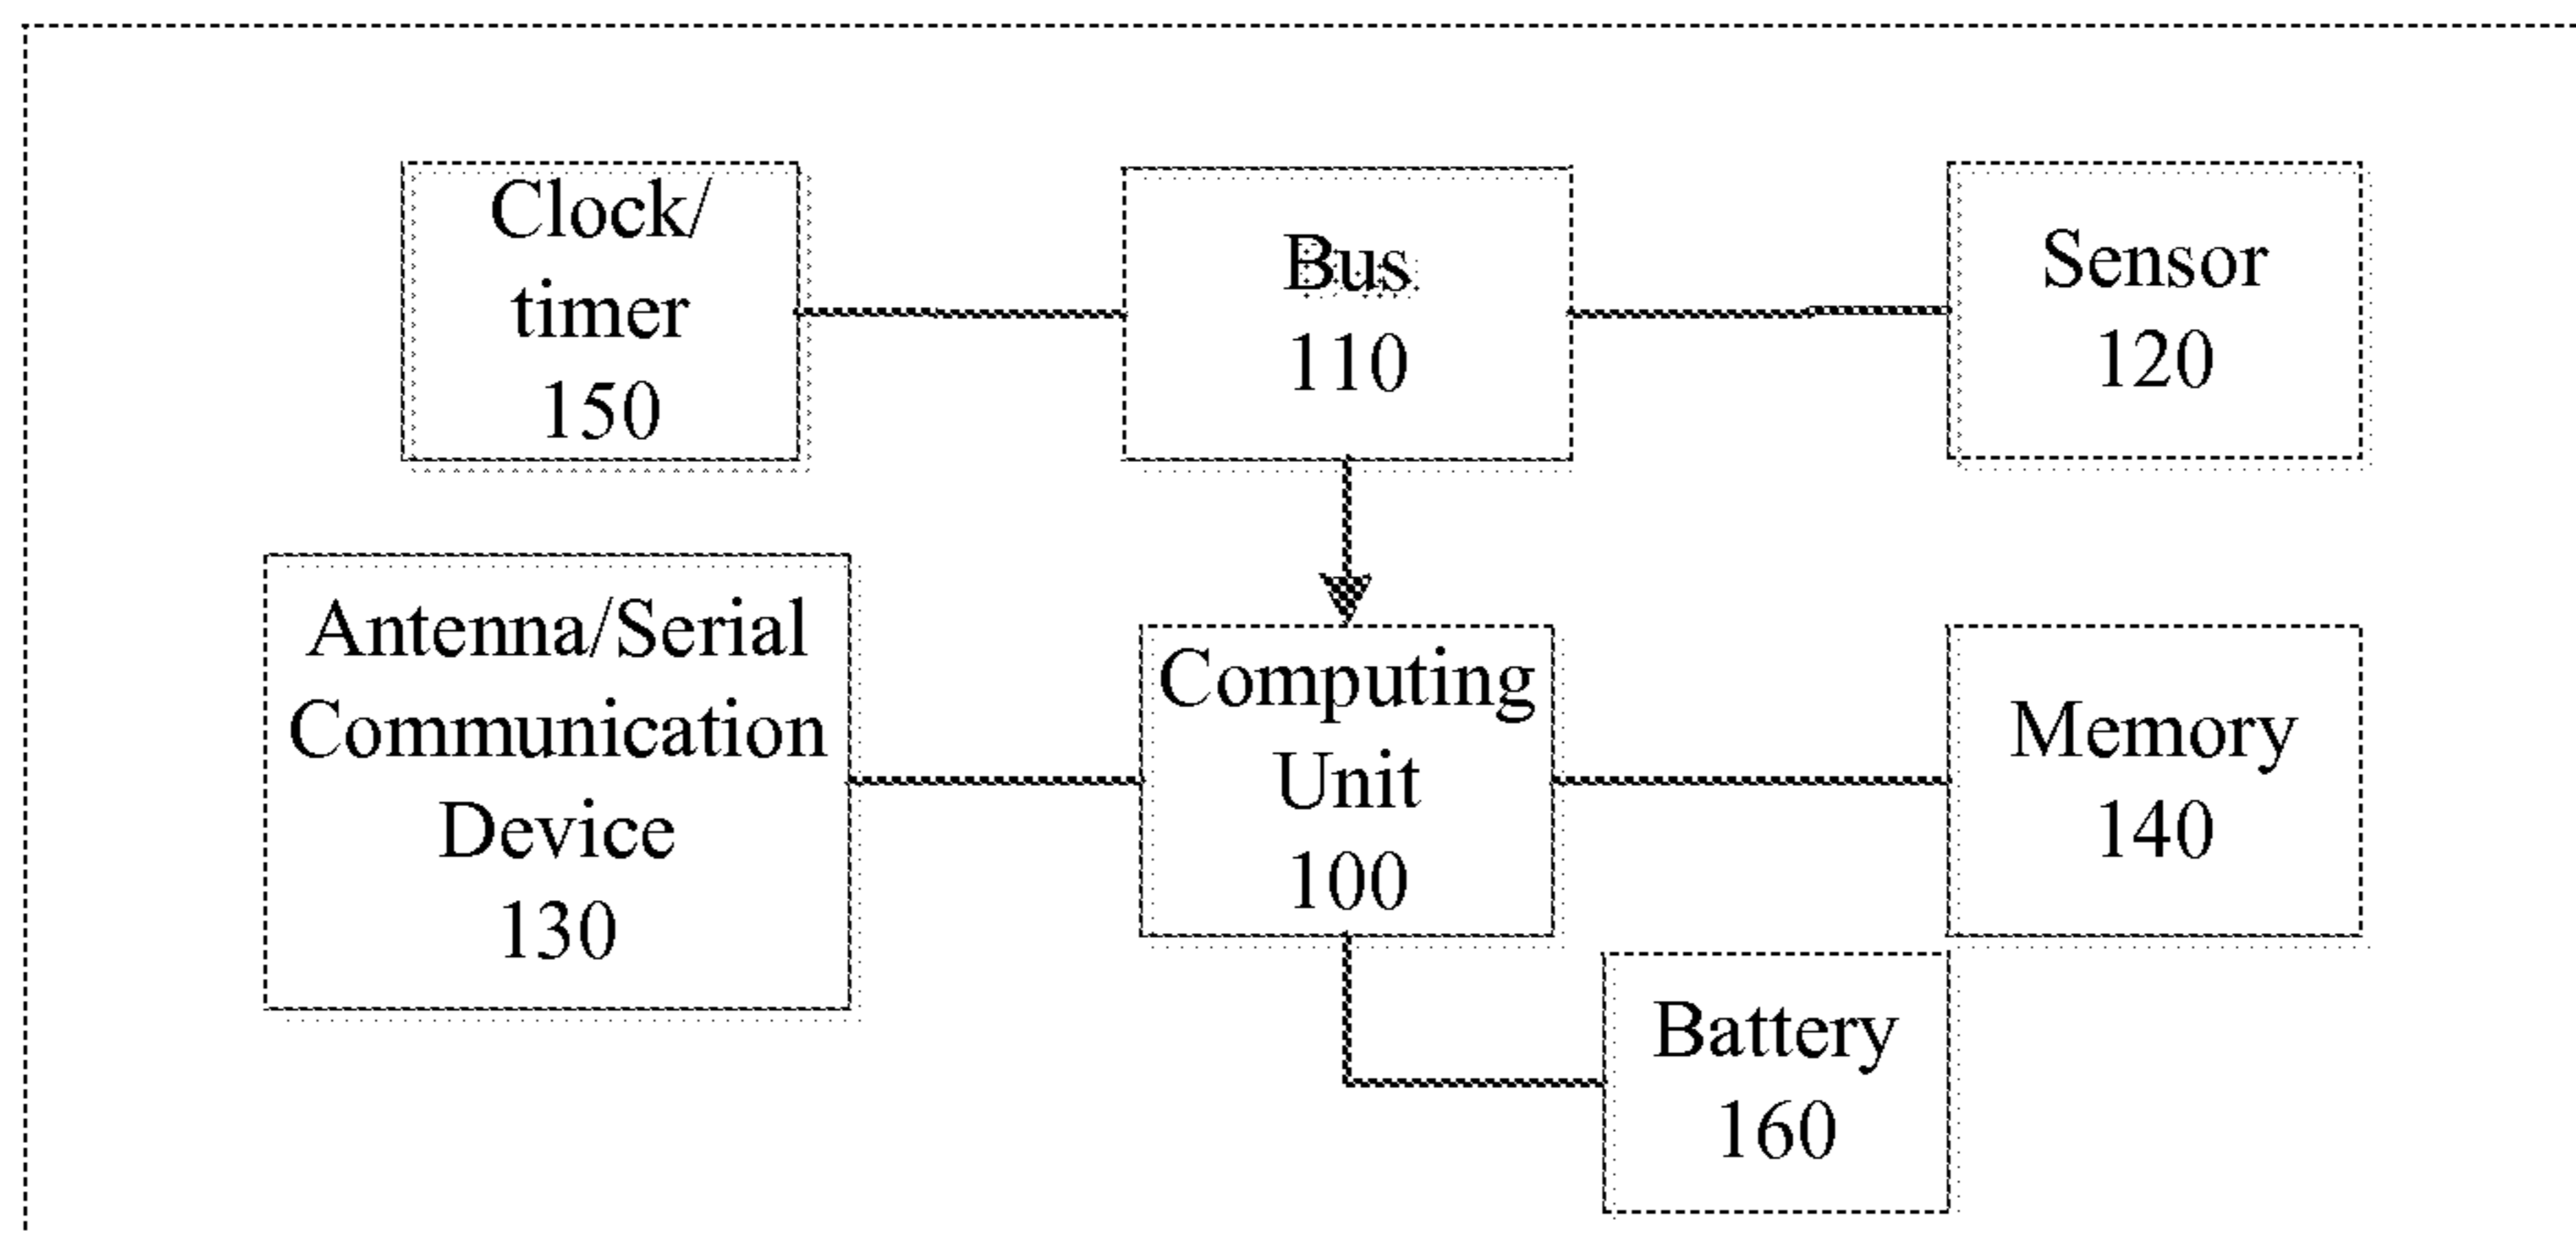 Clock/
timer
150
Bus
110
Sensor
120
Antenna/Serial
Communication
Device
130
Computing
Unit
100
Memory
140
Battery
160